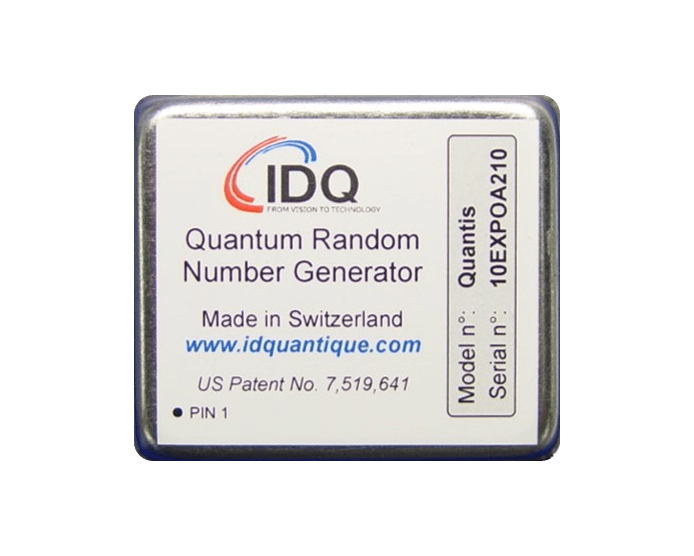 IDQ
FROM VISION TO TECHNOLOGY
Quantum Random
Number Generator
Made in Switzerland
www.idquantique.com
US Patent No. 7,519,641
PIN 1
Model n°: Quantis
Serial n°: 10EXPOA210